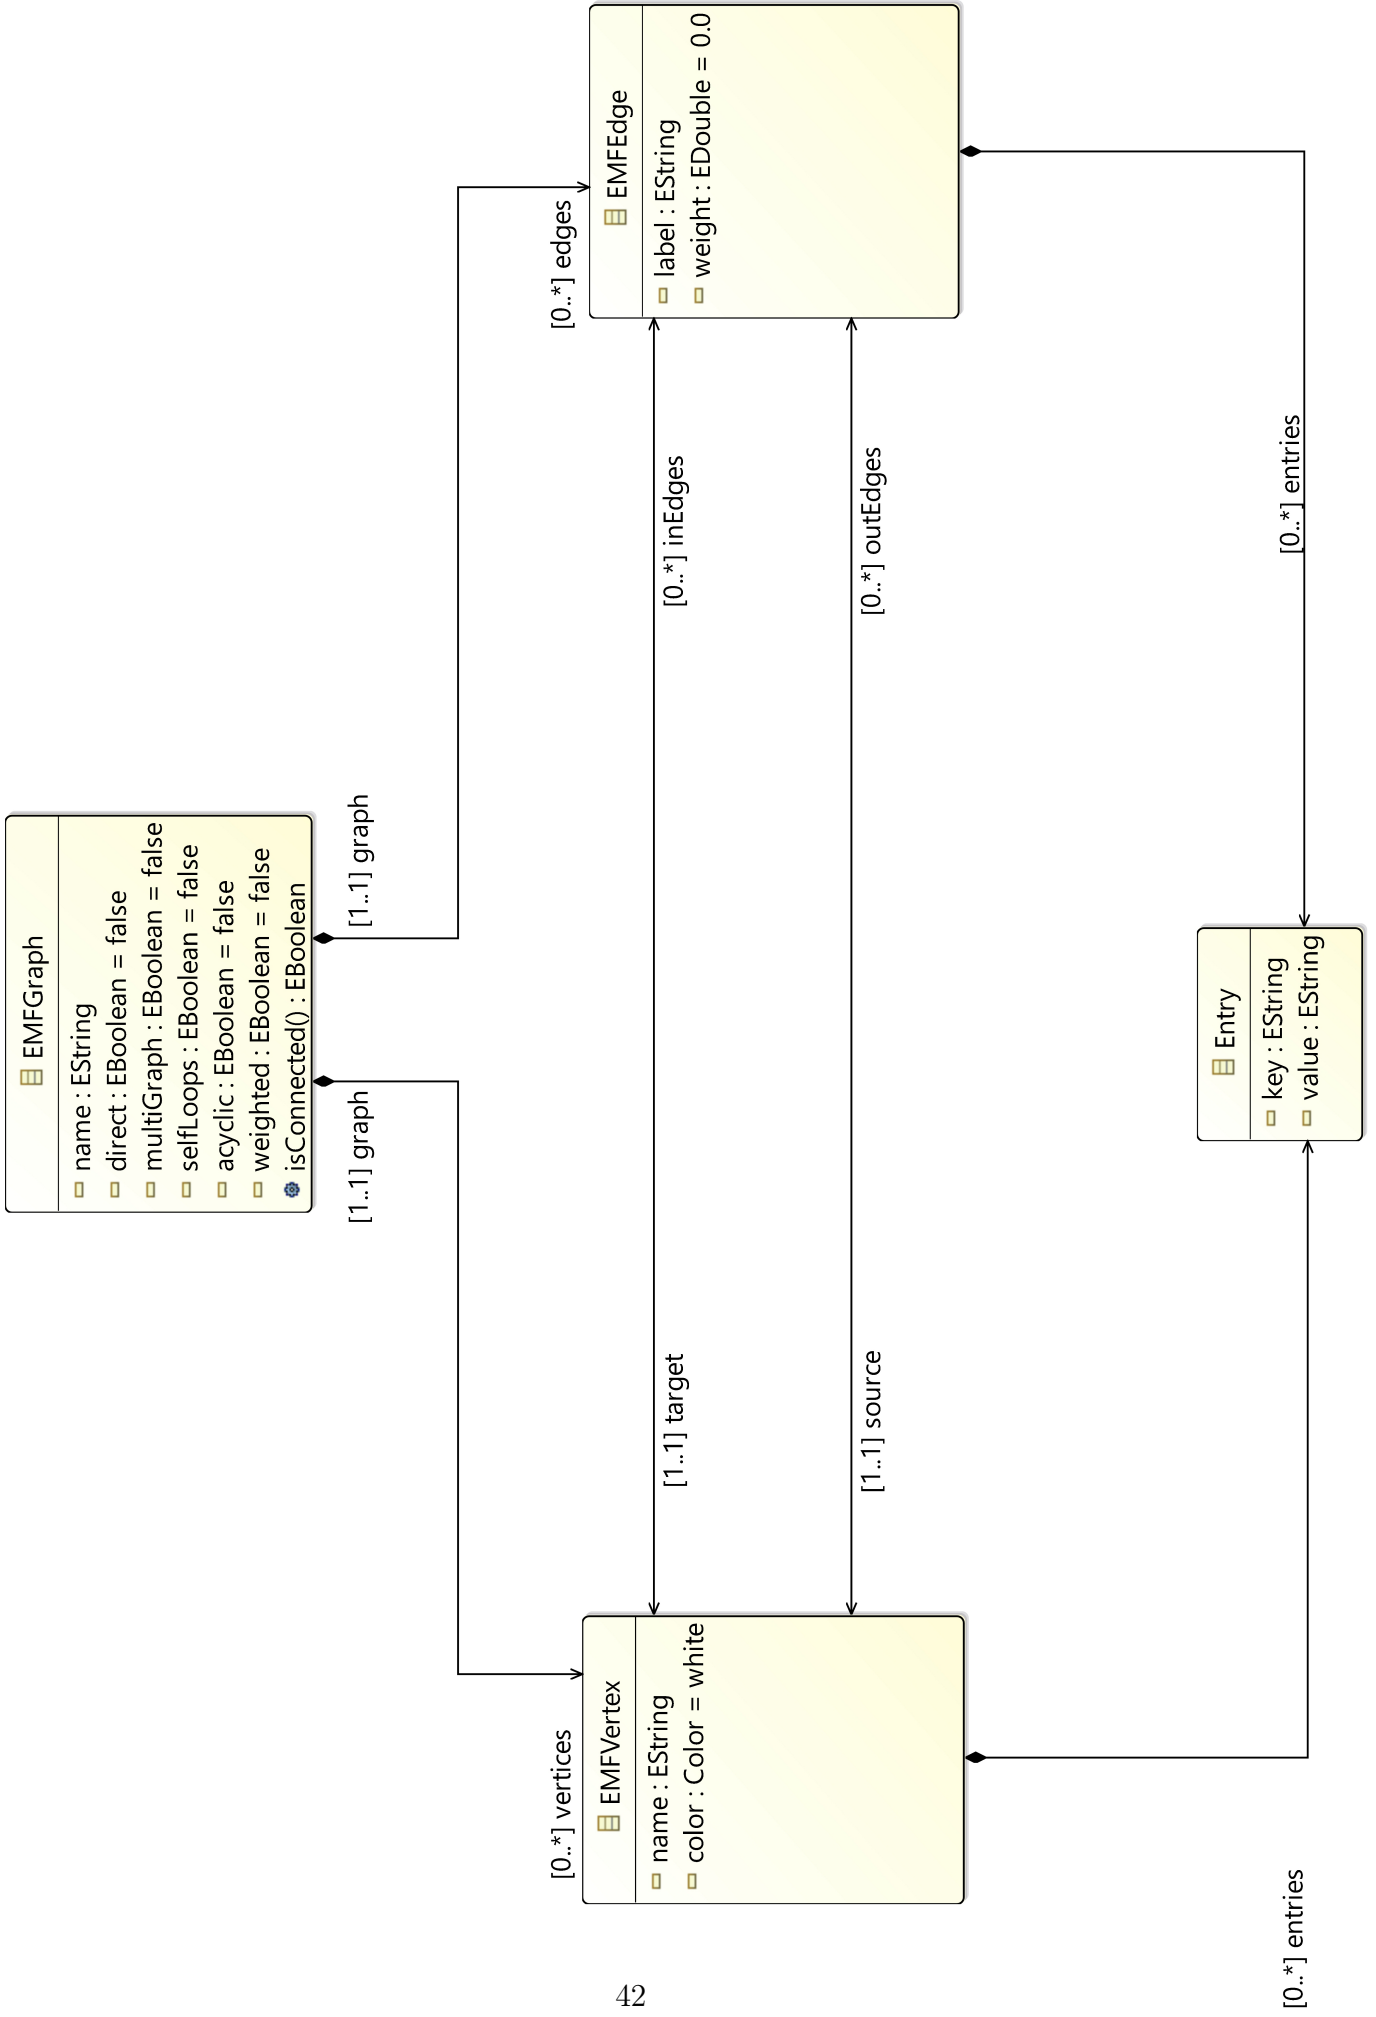 EMFGraph
name : EString
direct : EBoolean = false
multiGraph : EBoolean = false
selfLoops : EBoolean = false
acyclic : EBoolean = false
weighted : EBoolean = false
isConnected() : EBoolean
[1..1] graph
[1..1] graph
[0..*] vertices
[0..*] edges
EMFVertex
name : EString
color : Color = white
EMFEdge
label : EString
weight : EDouble = 0.0
[1..1] target
[0..*] inEdges
[1..1] source
[0..*] outEdges
[0..*] entries
[0..*] entries
Entry
key : EString
value : EString
42